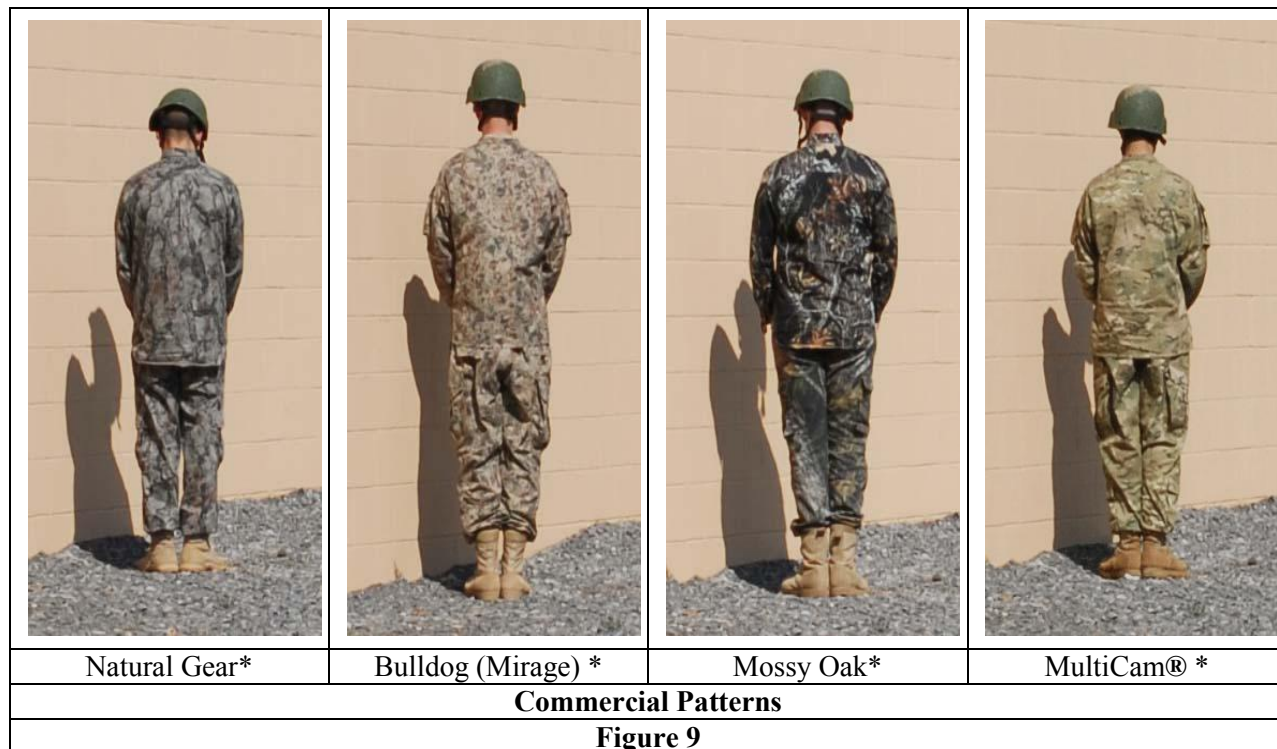 Natural Gear*
Bulldog (Mirage) *
Mossy Oak*
MultiCam® *
Commercial Patterns
Figure 9